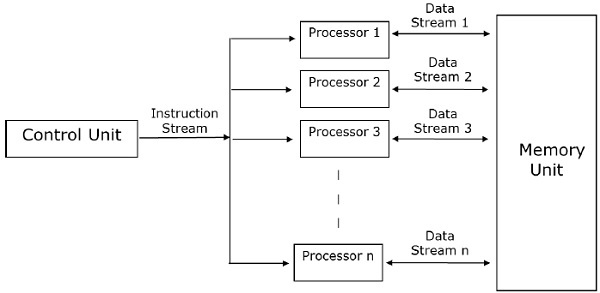 Control Unit
Instruction
Stream
Processor 1
Data
Stream 1
Processor 2
Data
Stream 2
Processor 3
Data
Stream 3
Processor n
Data
Stream n
Memory
Unit